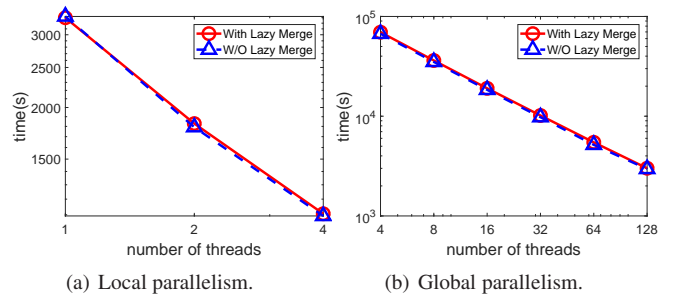 3000
2000
1500
time(s)
With Lazy Merge
W/O Lazy Merge
1
2
4
number of threads
(a) Local parallelism.
10^5
10^4
10^3
time(s)
With Lazy Merge
W/O Lazy Merge
4
8
16
32
64
128
number of threads
(b) Global parallelism.